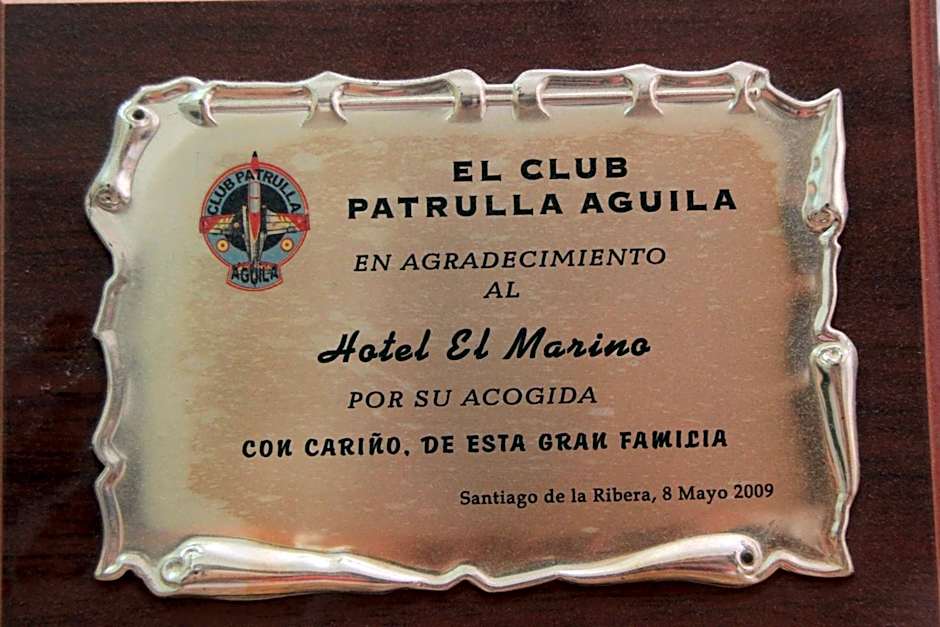 CLUB PATRULLA
AGUILA
EL CLUB
PATRULLA AGUILA
EN AGRADECIMIENTO
AL
Hotel El Marino
POR SU ACOGIDA
CON CARIÑO, DE ESTA GRAN FAMILIA
Santiago de la Ribera, 8 Mayo 2009